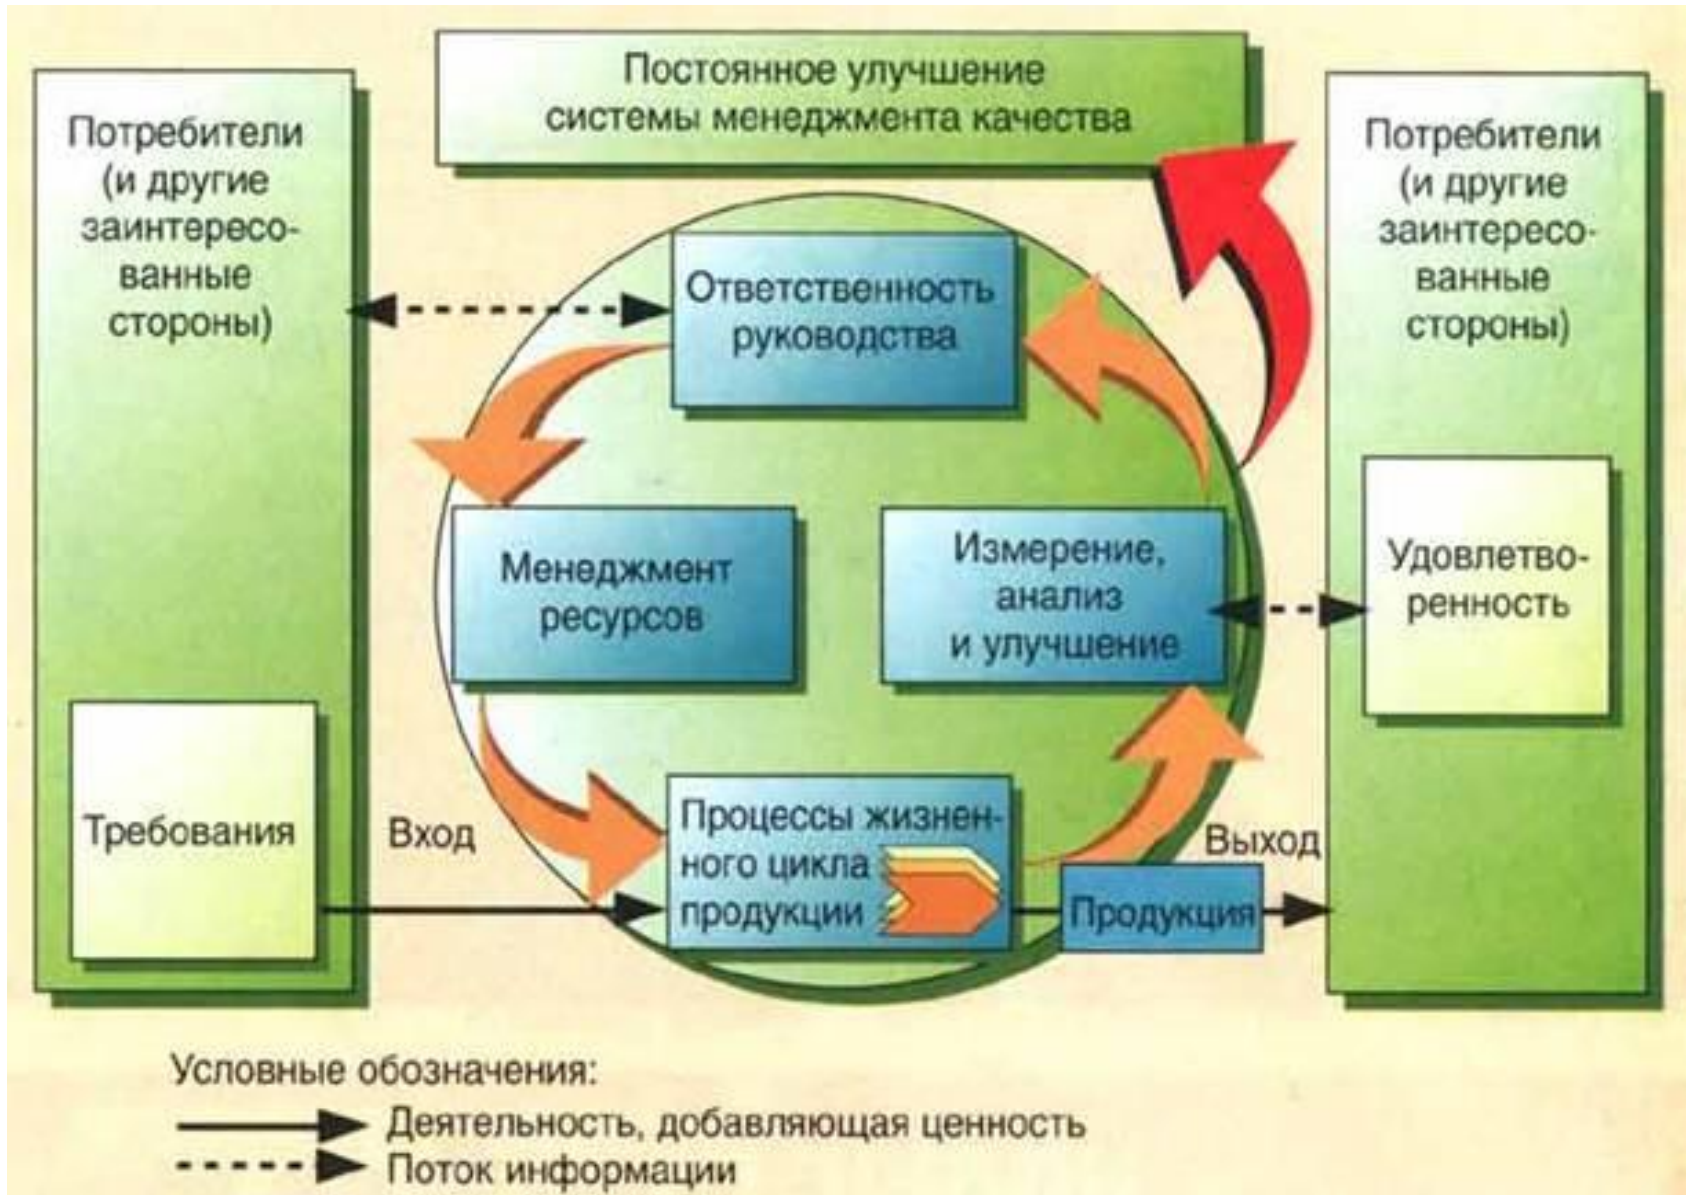 Постоянное улучшение
системы менеджмента качества
Потребители
(и другие
заинтересо-
ванные
стороны)
Потребители
(и другие
заинтересо-
ванные
стороны)
Ответственность
руководства
Менеджмент
ресурсов
Измерение,
анализ
и улучшение
Удовлетво-
ренность
Требования
Вход
Процессы жизнен-
ного цикла
продукции
Выход
Продукция
Условные обозначения:
Деятельность, добавляющая ценность
Поток информации